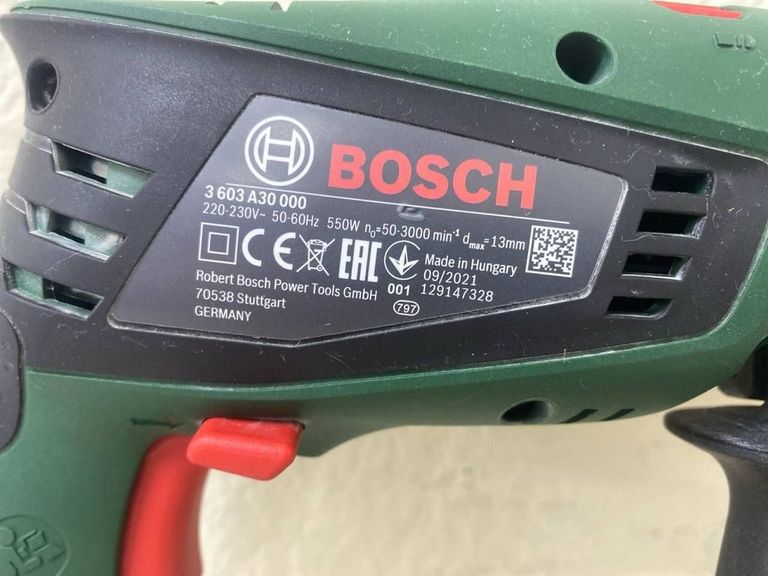 BOSCH
3 603 A30 000
220-230V~ 50-60Hz 550W n₀=50-3000 min⁻¹ dmax=13mm
CE EAC Made in Hungary
09/2021
Robert Bosch Power Tools GmbH 001 129147328
70538 Stuttgart 797
GERMANY